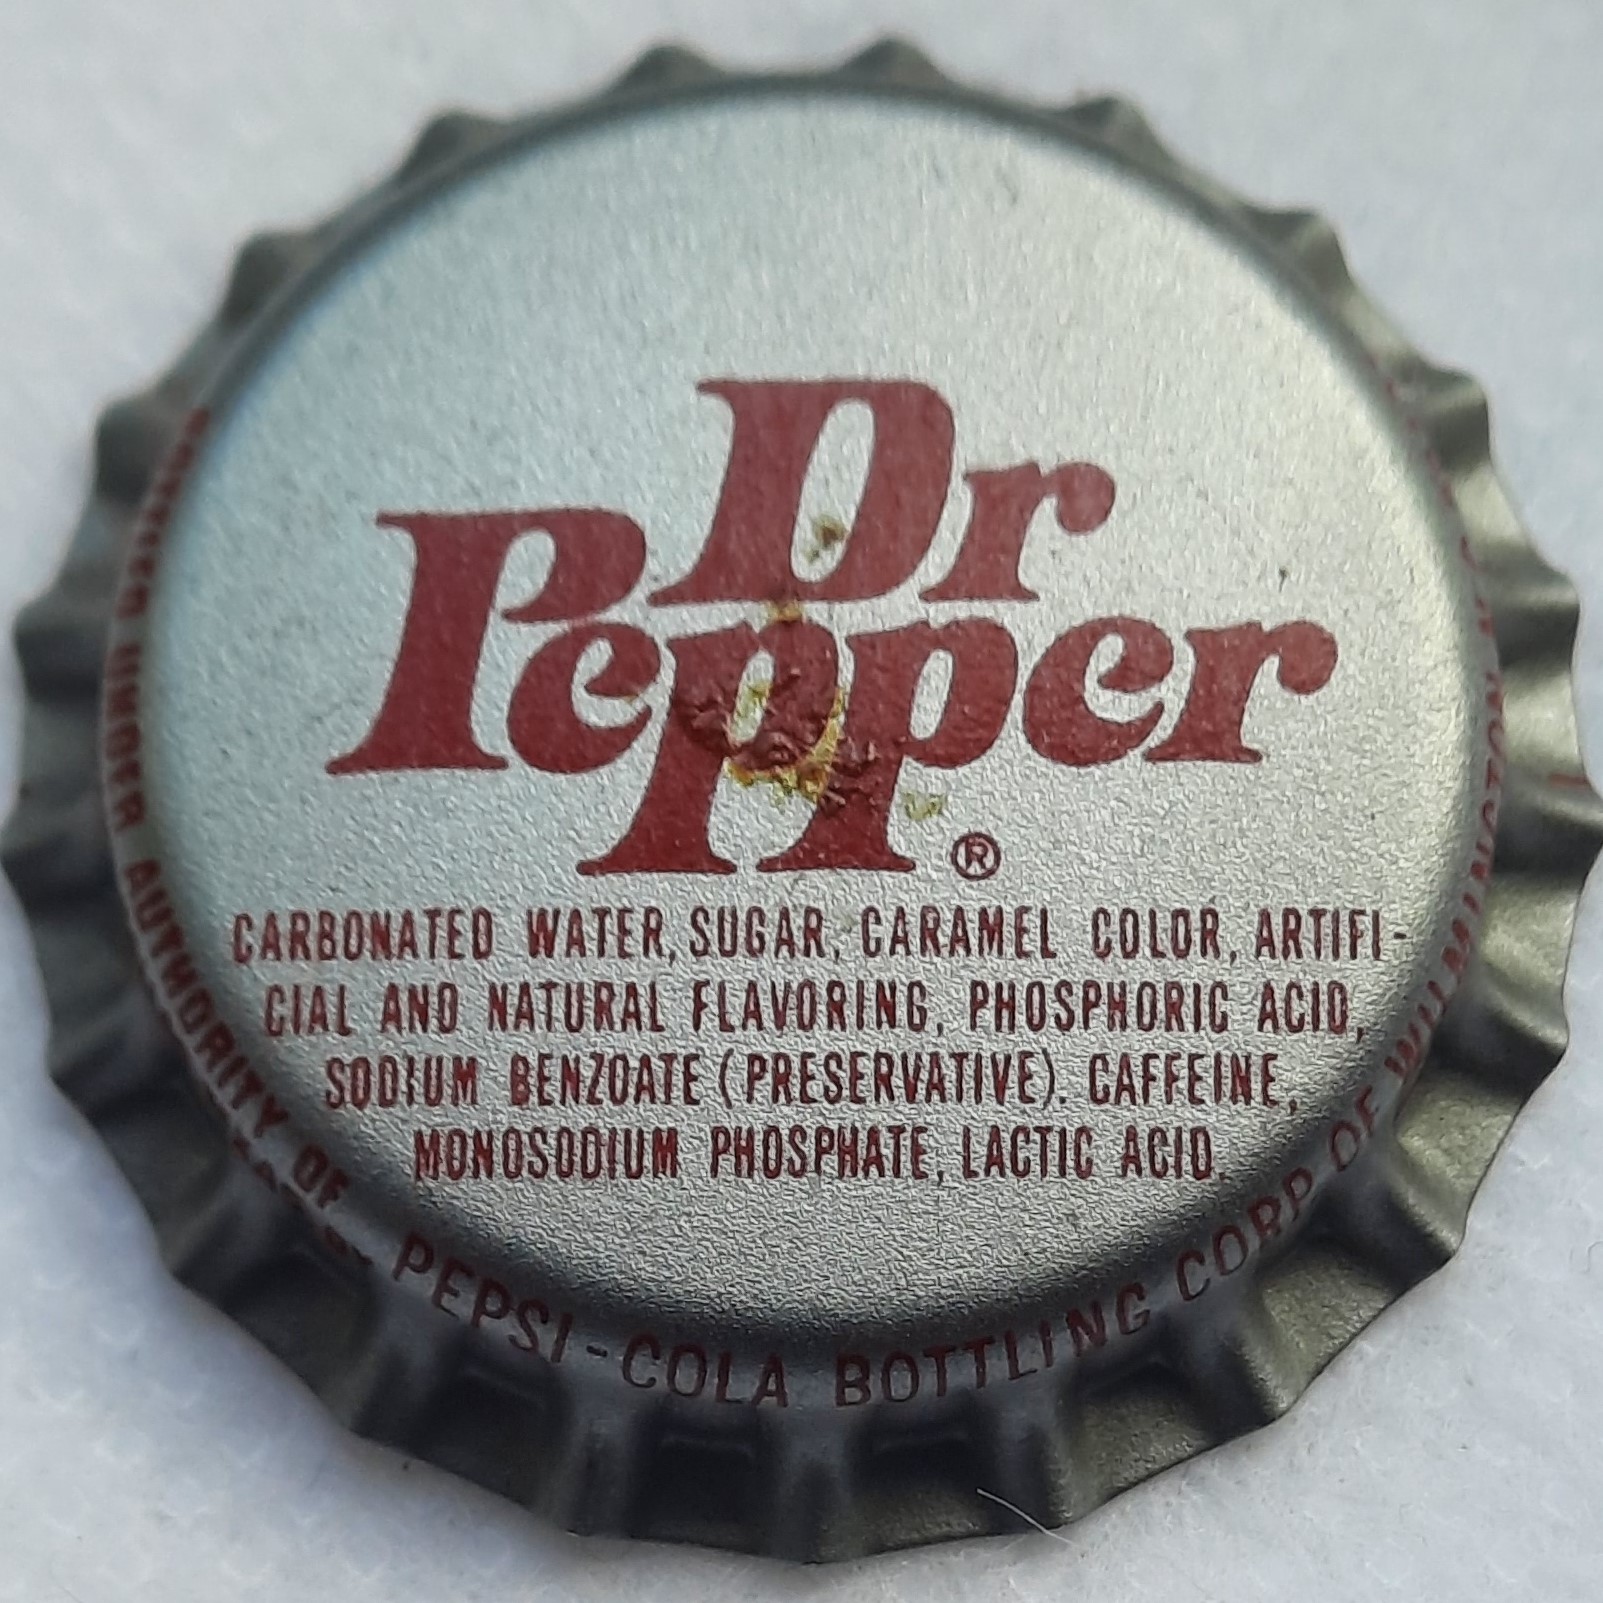 Dr
Pepper®
CARBONATED WATER, SUGAR, CARAMEL COLOR, ARTIFI-
CIAL AND NATURAL FLAVORING, PHOSPHORIC ACID,
SODIUM BENZOATE (PRESERVATIVE). CAFFEINE,
MONOSODIUM PHOSPHATE, LACTIC ACID.
UNDER AUTHORITY OF PEPSI-COLA BOTTLING CORP OF WILMINGTON